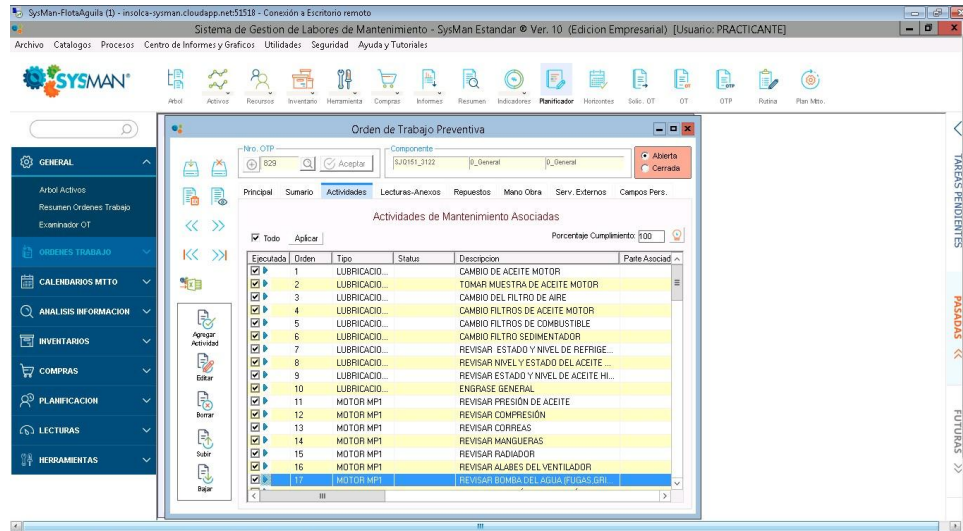 SysMan-FlotaAguila (1) - insolca-sysman.cloudapp.net:51518 - Conexión a Escritorio remoto
Sistema de Gestion de Labores de Mantenimiento - SysMan Estandar ® Ver. 10 (Edicion Empresarial) [Usuario: PRACTICANTE]
Archivo Catalogos Procesos Centro de Informes y Graficos Utilidades Seguridad Ayuda y Tutoriales
SYSMAN®
Arbol Activos Recursos Inventario Herramienta Compras Informes Resumen Indicadores Planificador Horizontes Solic. OT OT OTP Rutina Plan Mtto.
GENERAL
Arbol Activos
Resumen Ordenes Trabajo
Examinador OT
ORDENES TRABAJO
CALENDARIOS MTTO
ANALISIS INFORMACION
INVENTARIOS
COMPRAS
PLANIFICACION
LECTURAS
HERRAMIENTAS
Orden de Trabajo Preventiva
Nro. OTP
829 Aceptar
Componente
SJO151_3122 0_General 0_General
Abierta
Cerrada
Principal Sumario Actividades Lecturas-Anexos Repuestos Mano Obra Serv. Externos Campos Pers.
Actividades de Mantenimiento Asociadas
Todo Aplicar Porcentaje Cumplimiento: 100
Ejecutada Orden Tipo Status Descripcion Parte Asociad
1 LUBRICACIO... CAMBIO DE ACEITE MOTOR
2 LUBRICACIO... TOMAR MUESTRA DE ACEITE MOTOR
3 LUBRICACIO... CAMBIO DEL FILTRO DE AIRE
4 LUBRICACIO... CAMBIO FILTROS DE ACEITE MOTOR
5 LUBRICACIO... CAMBIO FILTROS DE COMBUSTIBLE
6 LUBRICACIO... CAMBIO FILTRO SEDIMENTADOR
7 LUBRICACIO... REVISAR ESTADO Y NIVEL DE REFRIGE...
8 LUBRICACIO... REVISAR NIVEL Y ESTADO DEL ACEITE ...
9 LUBRICACIO... REVISAR ESTADO Y NIVEL DE ACEITE HI...
10 LUBRICACIO... ENGRASE GENERAL
11 MOTOR MP1 REVISAR PRESIÓN DE ACEITE
12 MOTOR MP1 REVISAR COMPRESIÓN
13 MOTOR MP1 REVISAR CORREAS
14 MOTOR MP1 REVISAR MANGUERAS
15 MOTOR MP1 REVISAR RADIADOR
16 MOTOR MP1 REVISAR ALABES DEL VENTILADOR
17 MOTOR MP1 REVISAR BOMBA DEL AGUA (FUGAS,GRI...
Agregar
Actividad
Editar
Borrar
Subir
Bajar
TAREAS PENDIENTES
PASADAS
FUTURAS